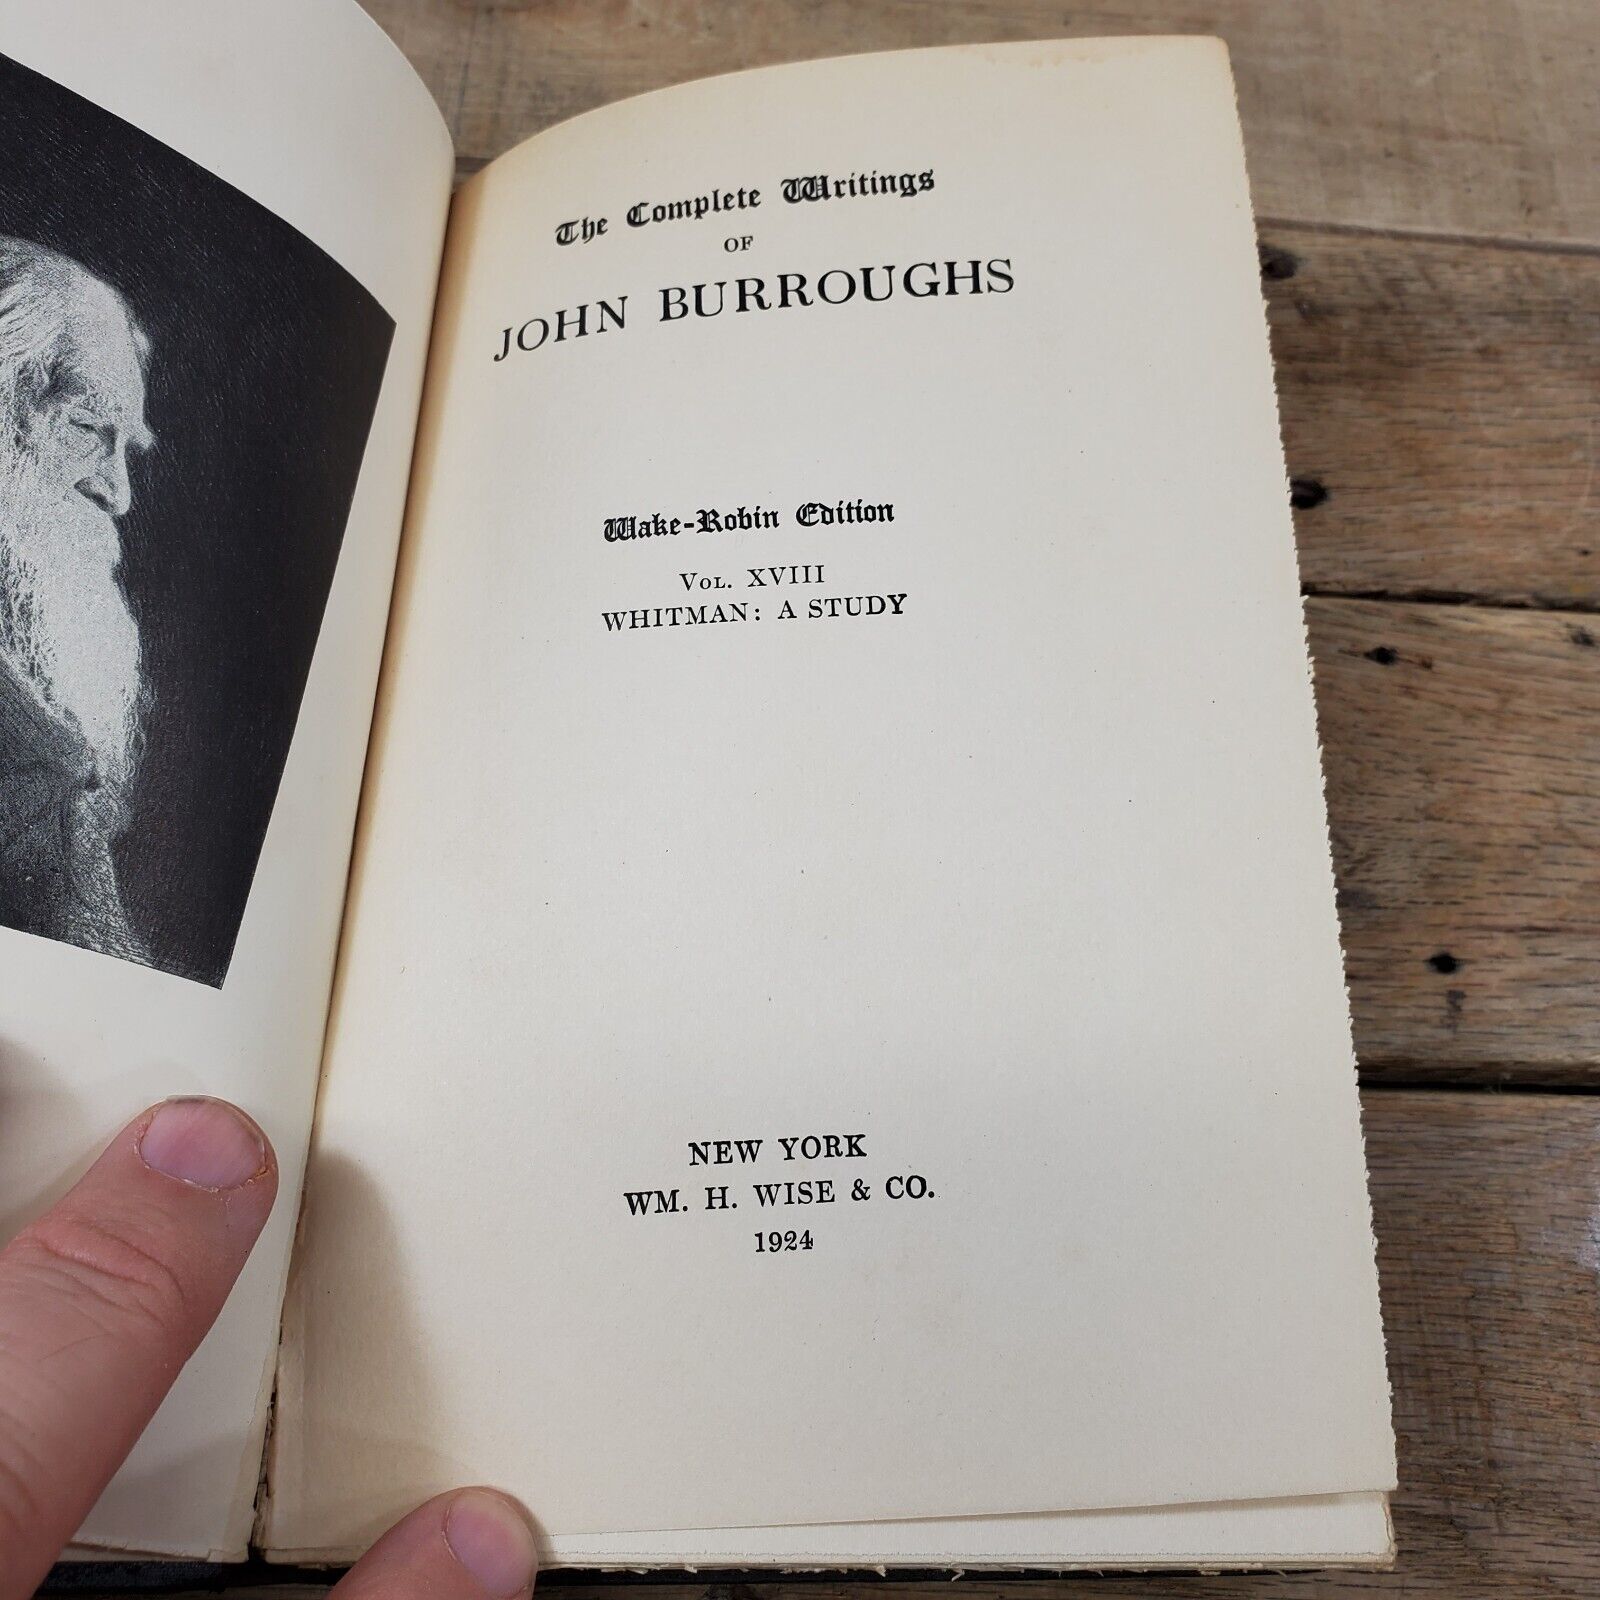 The Complete Writings
OF
JOHN BURROUGHS
Wake-Robin Edition
VOL. XVIII
WHITMAN: A STUDY
NEW YORK
WM. H. WISE & CO.
1924